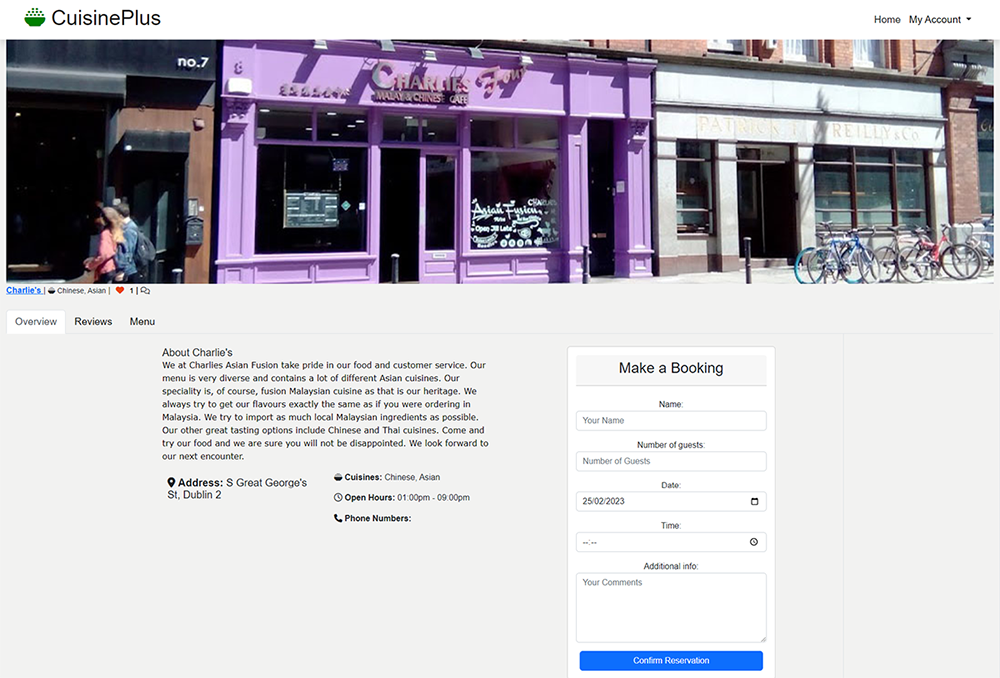 CuisinePlus
Home My Account
no.7
8
CHARLIES Four
MALAY & CHINESE CAFE
PATRICK REILLY & Co.
CHARLIE
Asian Fusion
Open Till Late
Charlie's | Chinese, Asian | 1 |
Overview Reviews Menu
About Charlie's
We at Charlies Asian Fusion take pride in our food and customer service. Our
menu is very diverse and contains a lot of different Asian cuisines. Our
speciality is, of course, fusion Malaysian cuisine as that is our heritage. We
always try to get our flavours exactly the same as if you were ordering in
Malaysia. We try to import as much local Malaysian ingredients as possible.
Our other great tasting options include Chinese and Thai cuisines. Come and
try our food and we are sure you will not be disappointed. We look forward to
our next encounter.
Address: S Great George's
St, Dublin 2
Cuisines: Chinese, Asian
Open Hours: 01:00pm - 09:00pm
Phone Numbers:
Make a Booking
Name:
Your Name
Number of guests:
Number of Guests
Date:
25/02/2023
Time:
--:--
Additional info:
Your Comments
Confirm Reservation